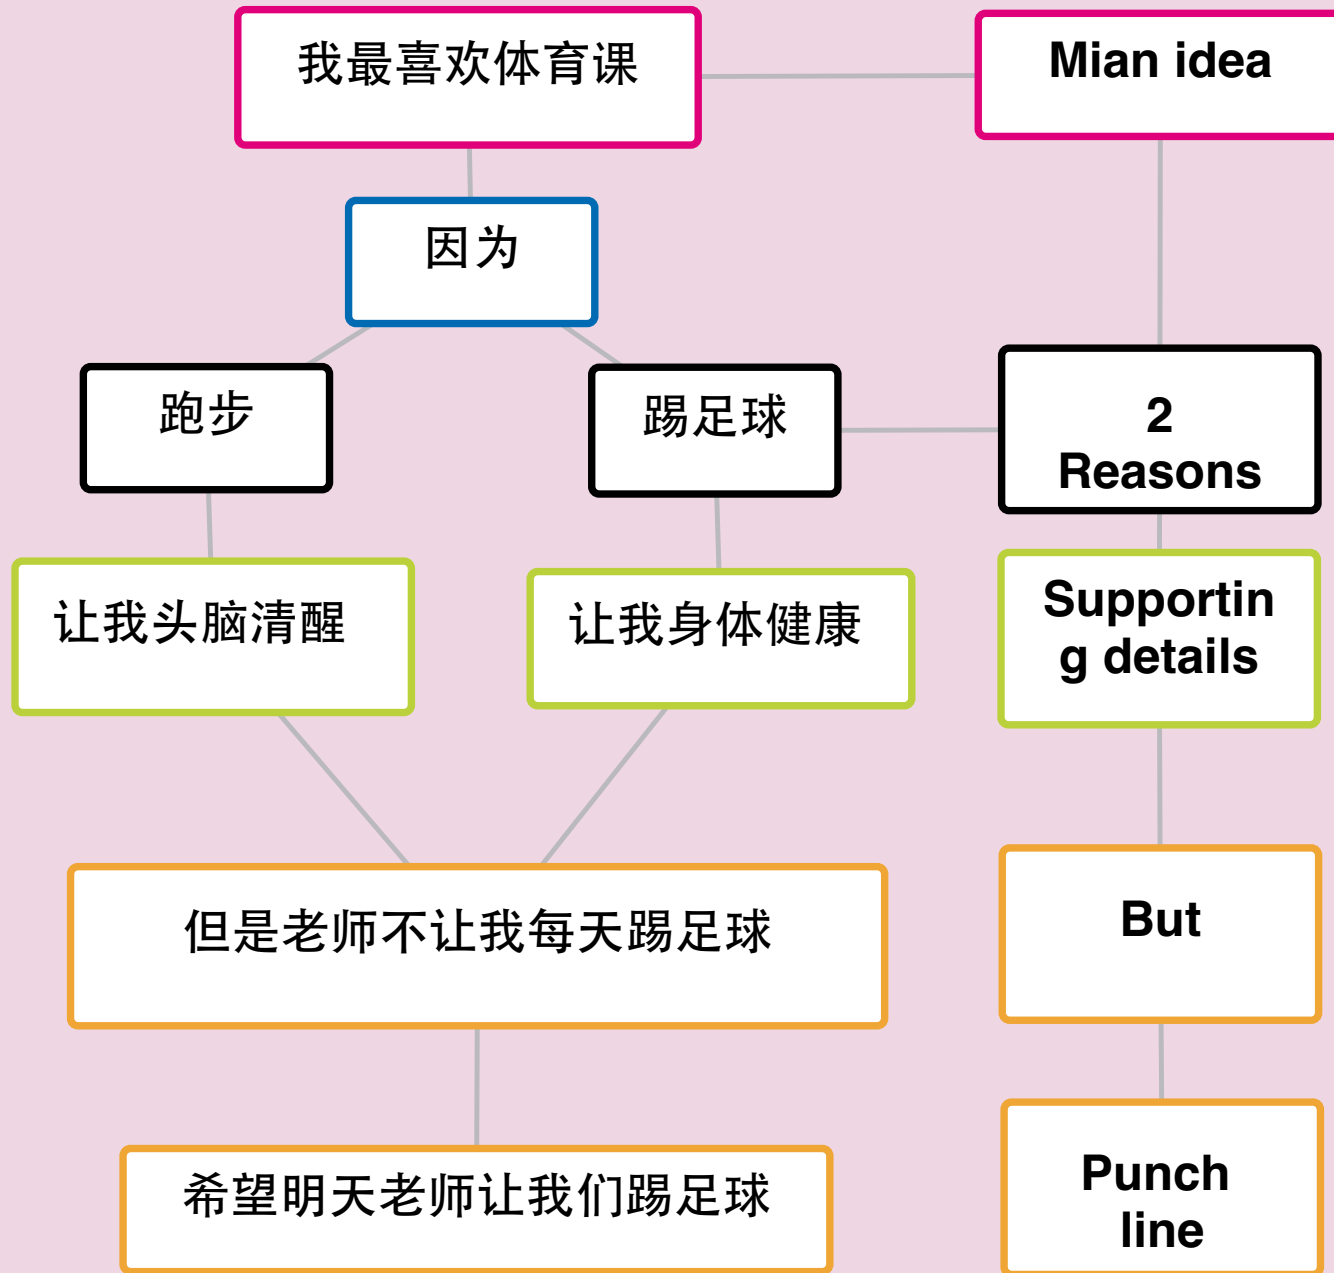 我最喜欢体育课
Mian idea
因为
跑步
踢足球
2
Reasons
让我头脑清醒
让我身体健康
Supportin
g details
但是老师不让我每天踢足球
But
希望明天老师让我们踢足球
Punch
line